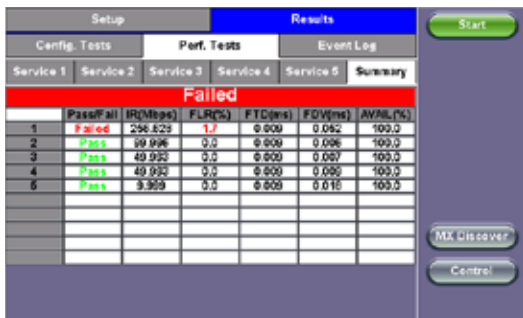 Setup Results Start
Config. Tests Perf. Tests Event Log
Service 1 Service 2 Service 3 Service 4 Service 5 Summary
Failed
Pass/Fail IR(Mbps) FLR(%) FTD(ms) FDV(ms) AVAIL(%)
1 Failed 1.7 0.009 0.052 100.0
2 Pass 99.996 0.0 0.009 0.006 100.0
3 Pass 49.993 0.0 0.009 0.007 100.0
4 Pass 49.993 0.0 0.009 0.009 100.0
5 Pass 9.999 0.0 0.009 0.016 100.0
MX Discover
Control